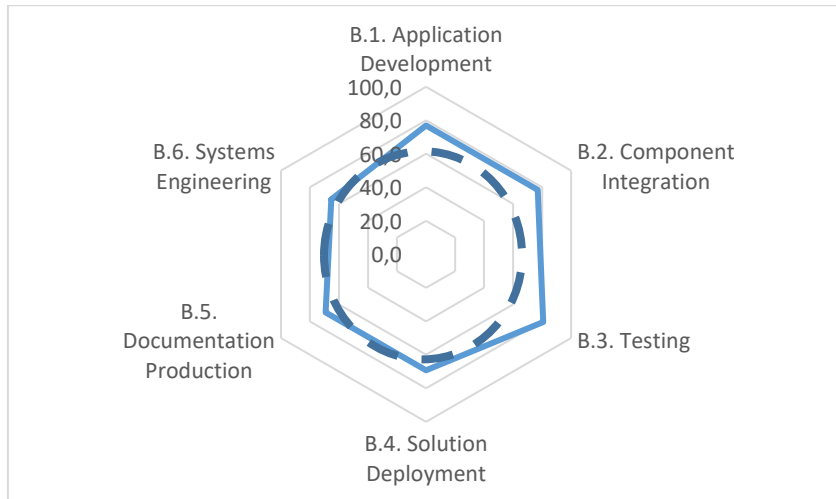 B.1. Application
Development
100,0
80,0
60,0
40,0
20,0
0,0
B.2. Component
Integration
B.3. Testing
B.4. Solution
Deployment
B.5.
Documentation
Production
B.6. Systems
Engineering